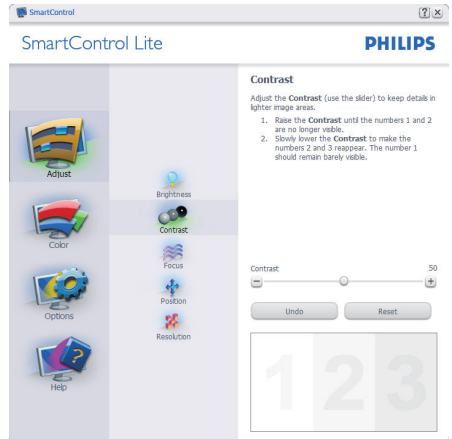 SmartControl
SmartControl Lite
PHILIPS
Adjust
Color
Options
Help
Brightness
Contrast
Focus
Position
Resolution
Contrast
Adjust the Contrast (use the slider) to keep details in
lighter image areas.
1. Raise the Contrast until the numbers 1 and 2
are no longer visible.
2. Slowly lower the Contrast to make the
numbers 2 and 3 reappear. The number 1
should remain barely visible.
Contrast 50
Undo Reset
1 2 3